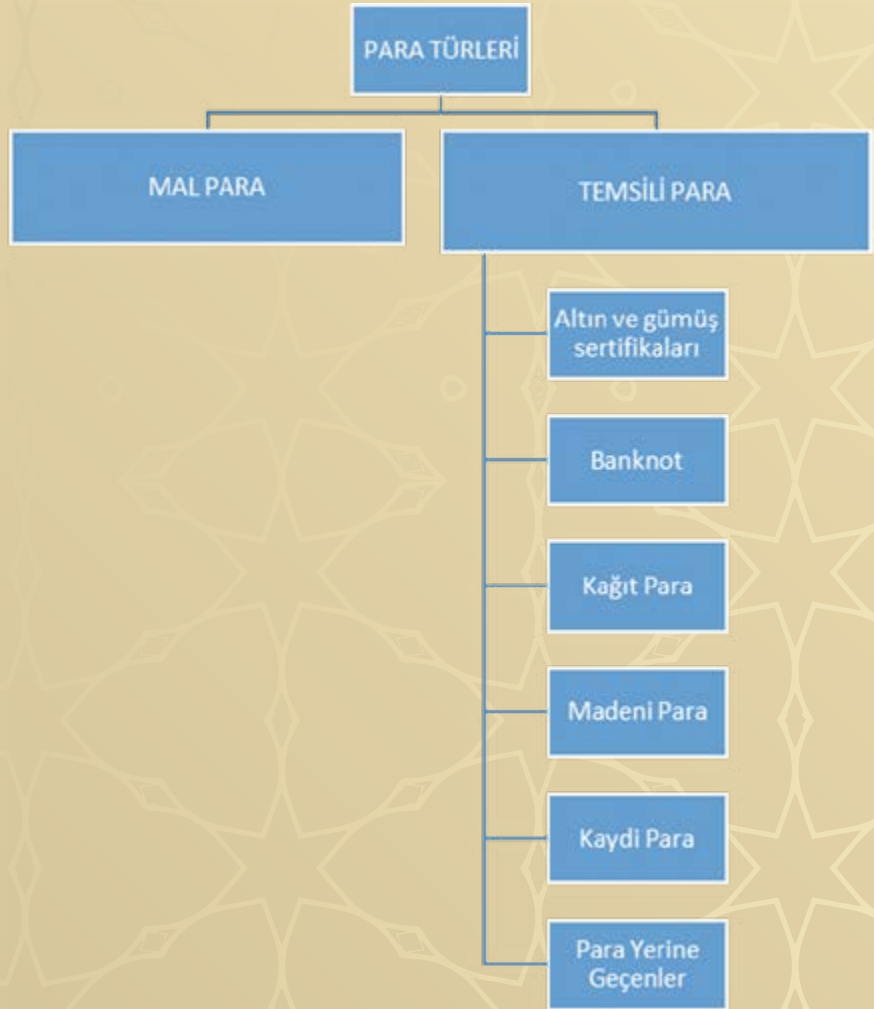 PARA TÜRLERİ
MAL PARA
TEMSİLİ PARA
Altın ve gümüş
sertifikaları
Banknot
Kağıt Para
Madeni Para
Kaydi Para
Para Yerine
Geçenler